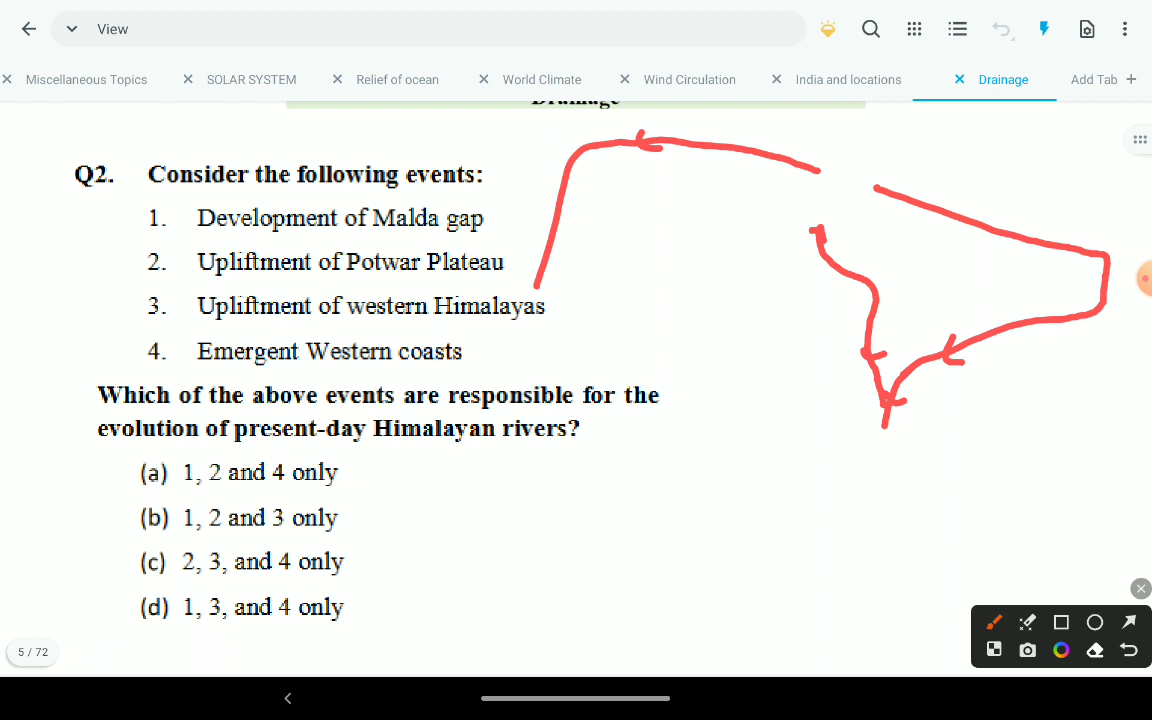 View
Miscellaneous Topics SOLAR SYSTEM Relief of ocean World Climate Wind Circulation India and locations Drainage Add Tab +
Drainage
Q2. Consider the following events:
1. Development of Malda gap
2. Upliftment of Potwar Plateau
3. Upliftment of western Himalayas
4. Emergent Western coasts
Which of the above events are responsible for the
evolution of present-day Himalayan rivers?
(a) 1, 2 and 4 only
(b) 1, 2 and 3 only
(c) 2, 3, and 4 only
(d) 1, 3, and 4 only
5 / 72